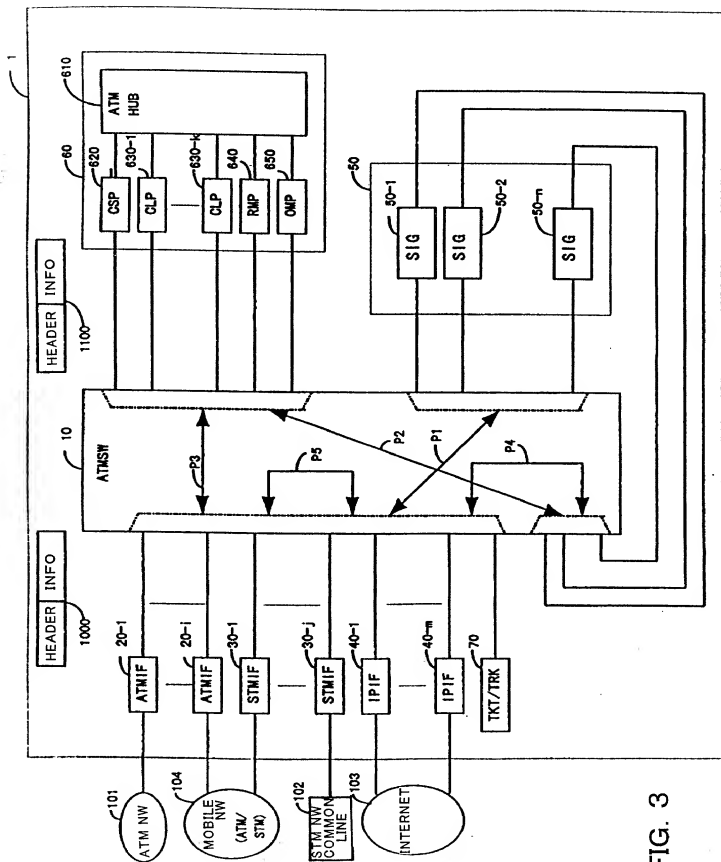 1
10
ATMSW
60
610
ATM
HUB
620
CSP
630-1
CLP
630-k
CLP
640
RMP
650
OMP
HEADER INFO
1100
HEADER INFO
1000
P3
P5
P2
P1
P4
50
50-1
SIG
50-2
SIG
50-n
SIG
20-1
ATMIF
20-i
ATMIF
30-1
STMIF
30-j
STMIF
40-1
IPIF
40-m
IPIF
70
TKT/TRK
101
ATM NW
104
MOBILE
NW
(ATM/
STM)
102
STM NW
COMMON
LINE
103
INTERNET
FIG. 3